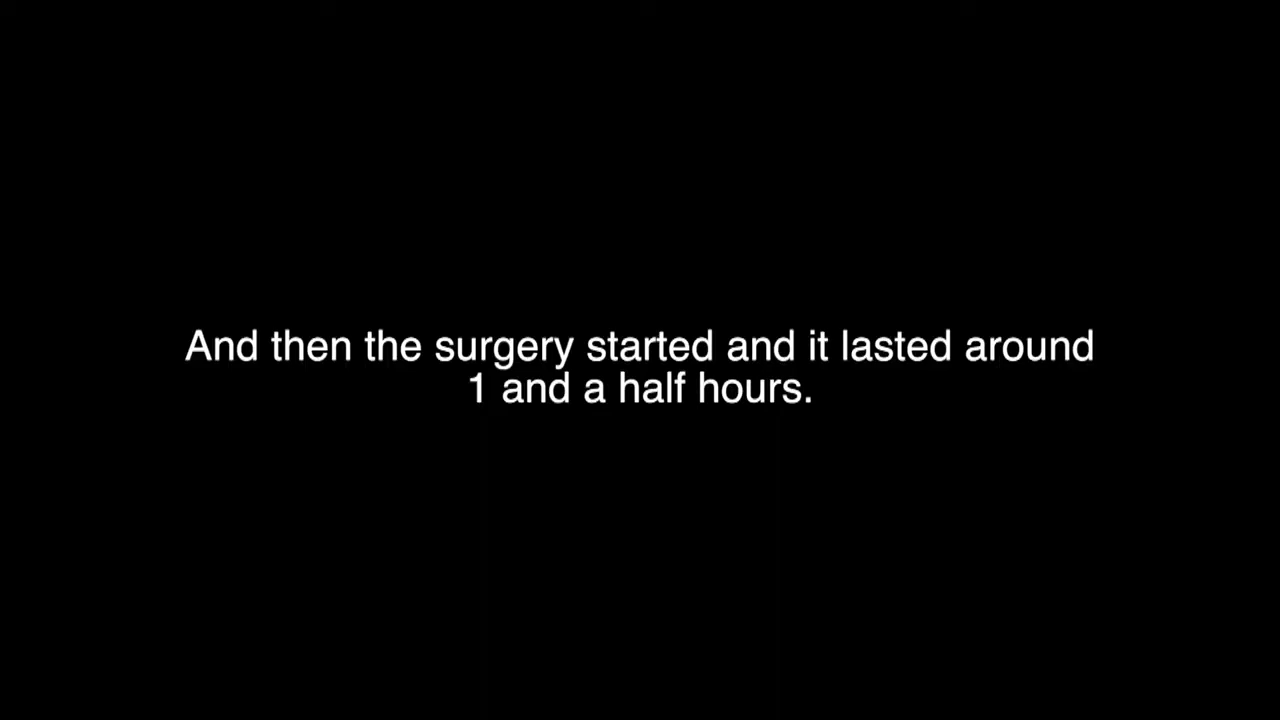 And then the surgery started and it lasted around
1 and a half hours.